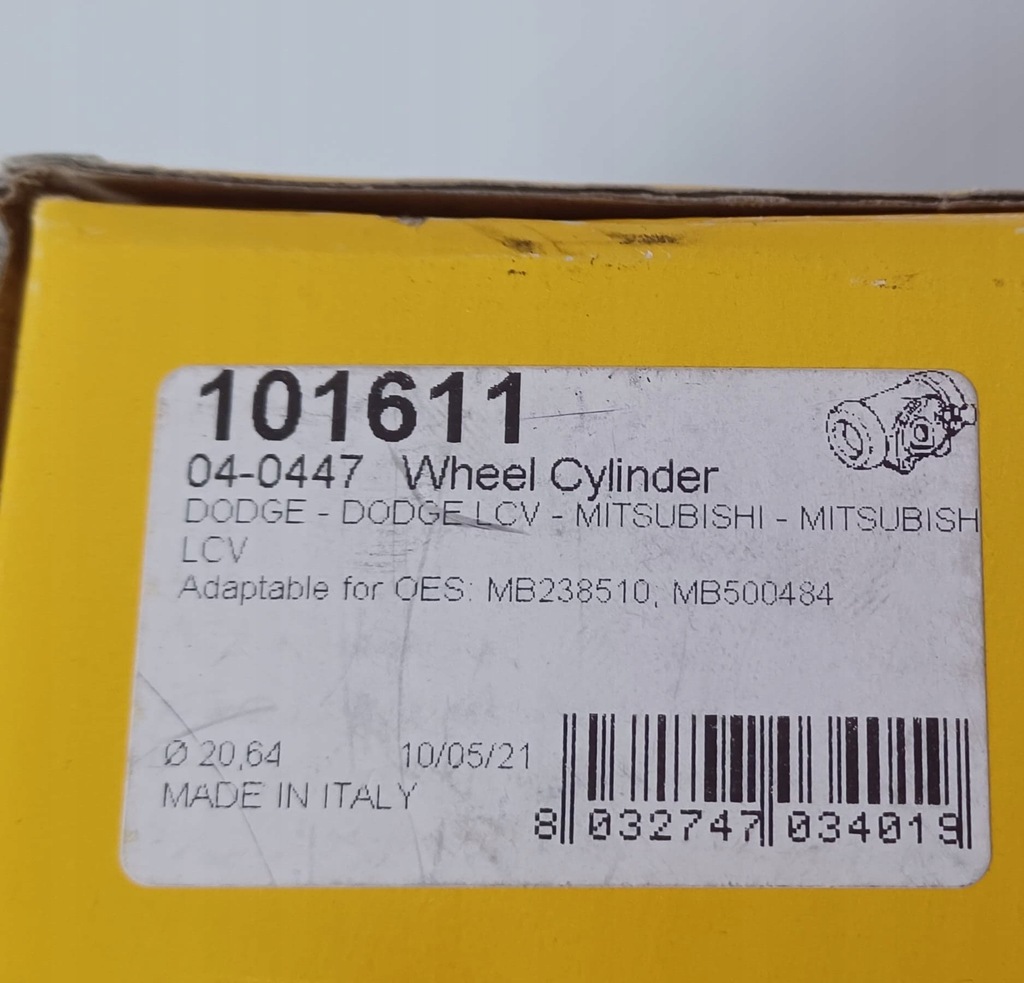 101611
04-0447 Wheel Cylinder
DODGE - DODGE LCV - MITSUBISHI - MITSUBISH
LCV
Adaptable for OES: MB238510, MB500484
Ø 20,64 10/05/21
MADE IN ITALY
8 032747 034019